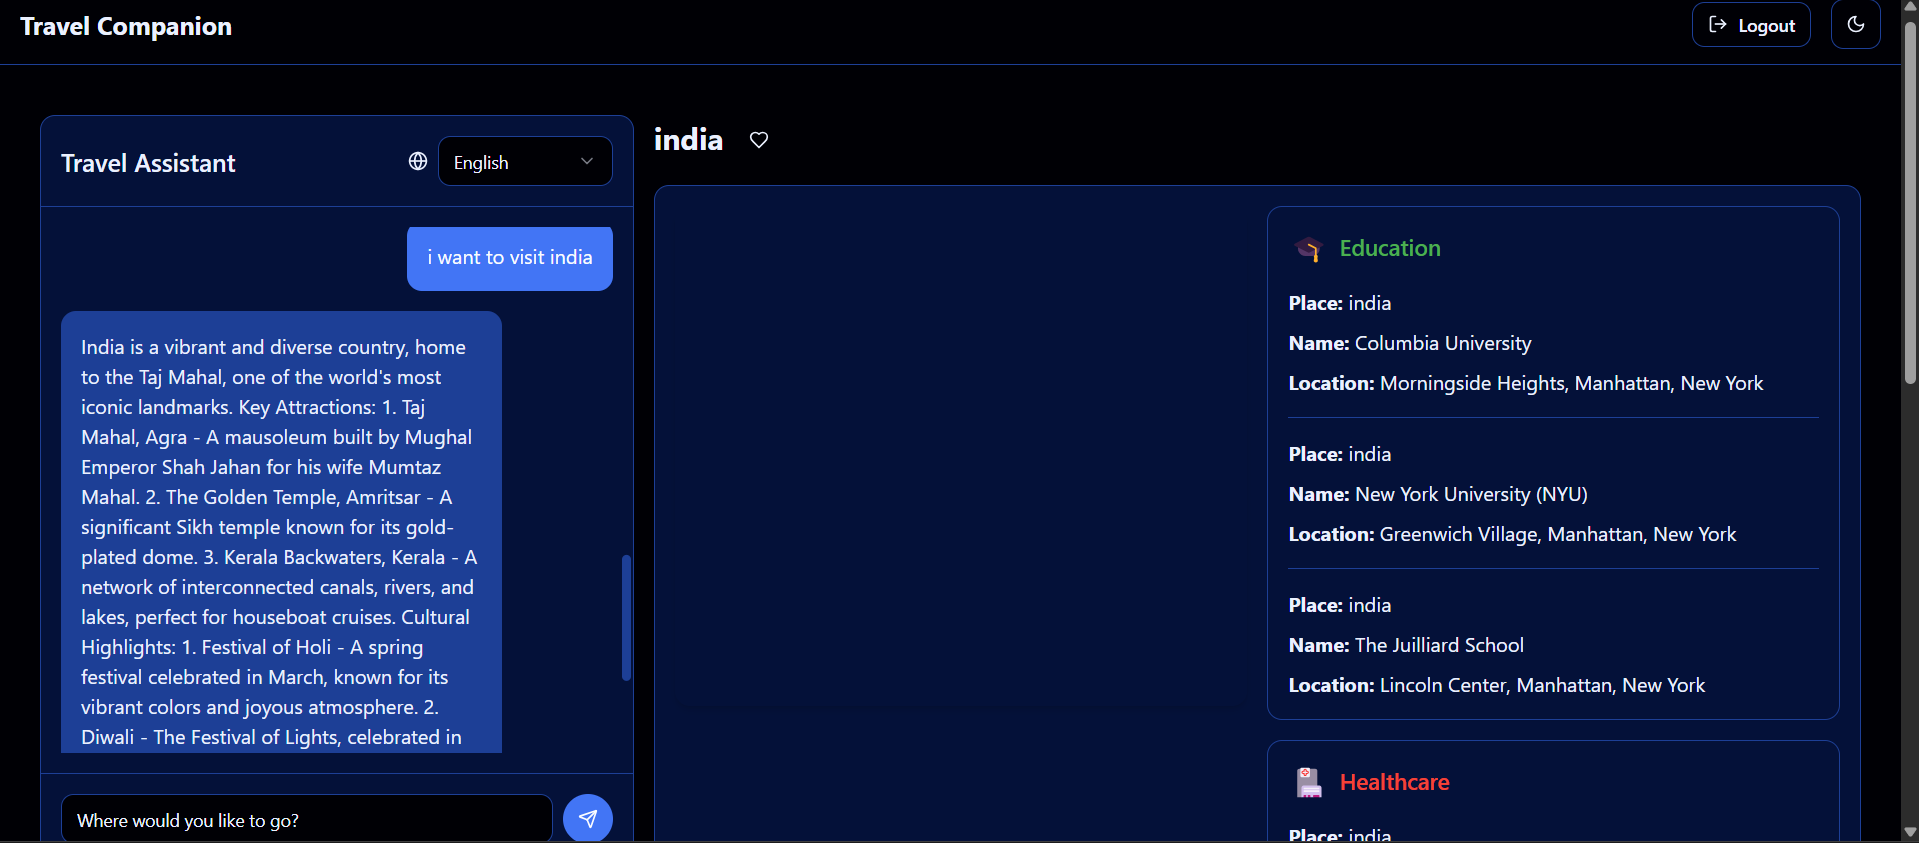 Travel Companion
Logout
Travel Assistant
English
i want to visit india
India is a vibrant and diverse country, home
to the Taj Mahal, one of the world's most
iconic landmarks. Key Attractions: 1. Taj
Mahal, Agra - A mausoleum built by Mughal
Emperor Shah Jahan for his wife Mumtaz
Mahal. 2. The Golden Temple, Amritsar - A
significant Sikh temple known for its gold-
plated dome. 3. Kerala Backwaters, Kerala - A
network of interconnected canals, rivers, and
lakes, perfect for houseboat cruises. Cultural
Highlights: 1. Festival of Holi - A spring
festival celebrated in March, known for its
vibrant colors and joyous atmosphere. 2.
Diwali - The Festival of Lights, celebrated in
Where would you like to go?
india
Education
Place: india
Name: Columbia University
Location: Morningside Heights, Manhattan, New York
Place: india
Name: New York University (NYU)
Location: Greenwich Village, Manhattan, New York
Place: india
Name: The Juilliard School
Location: Lincoln Center, Manhattan, New York
Healthcare
Place: india